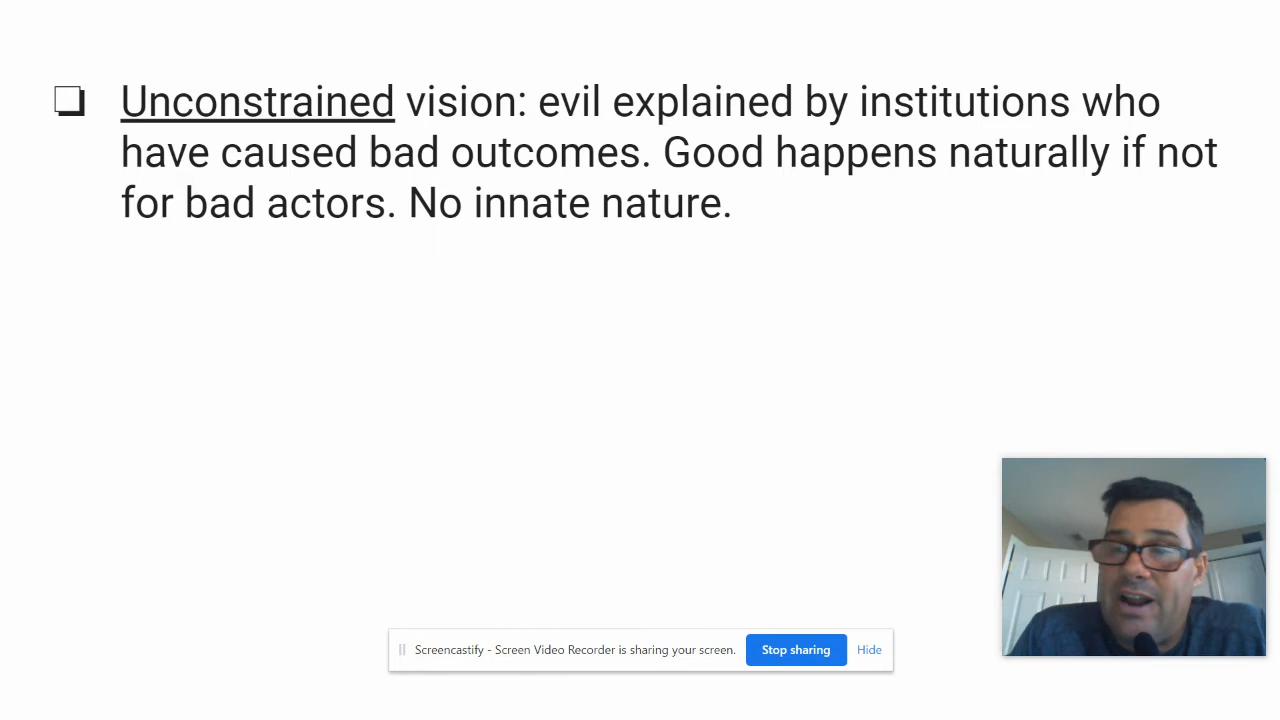 ❏ Unconstrained vision: evil explained by institutions who
have caused bad outcomes. Good happens naturally if not
for bad actors. No innate nature.
Screencastify - Screen Video Recorder is sharing your screen. Stop sharing Hide